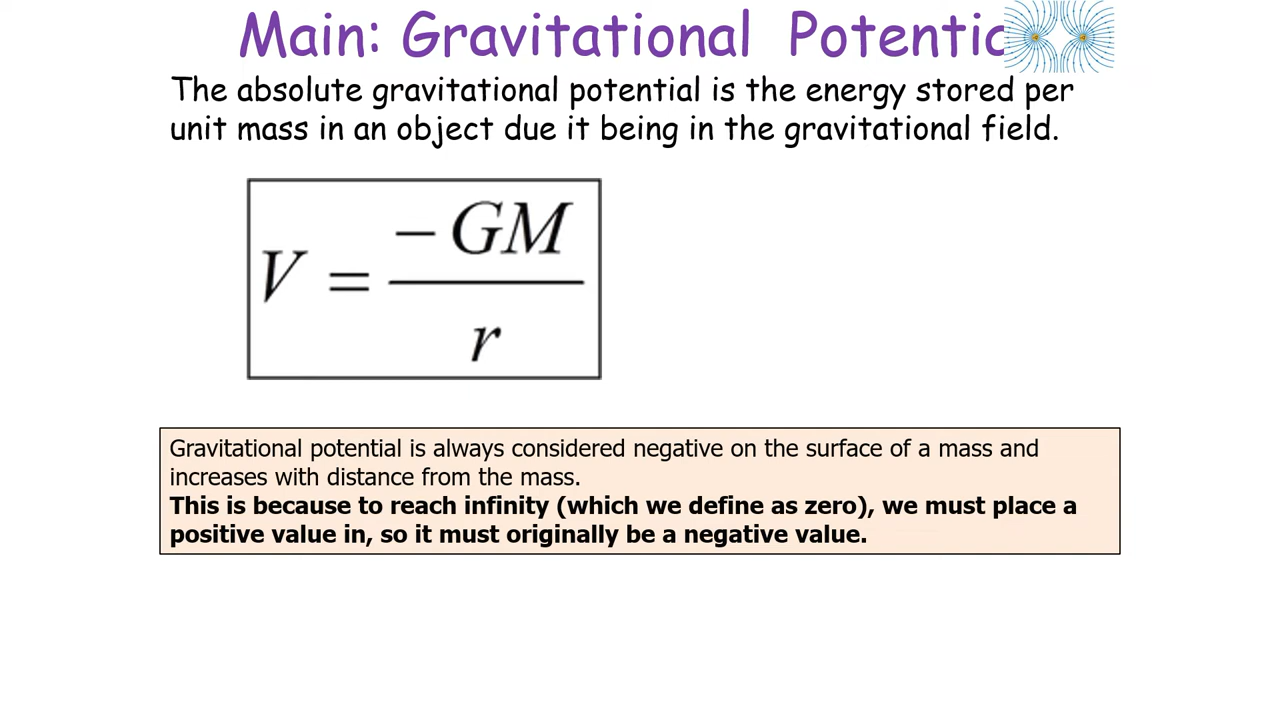 Main: Gravitational Potentia
The absolute gravitational potential is the energy stored per
unit mass in an object due it being in the gravitational field.
V = − GM / r
Gravitational potential is always considered negative on the surface of a mass and
increases with distance from the mass.
This is because to reach infinity (which we define as zero), we must place a
positive value in, so it must originally be a negative value.